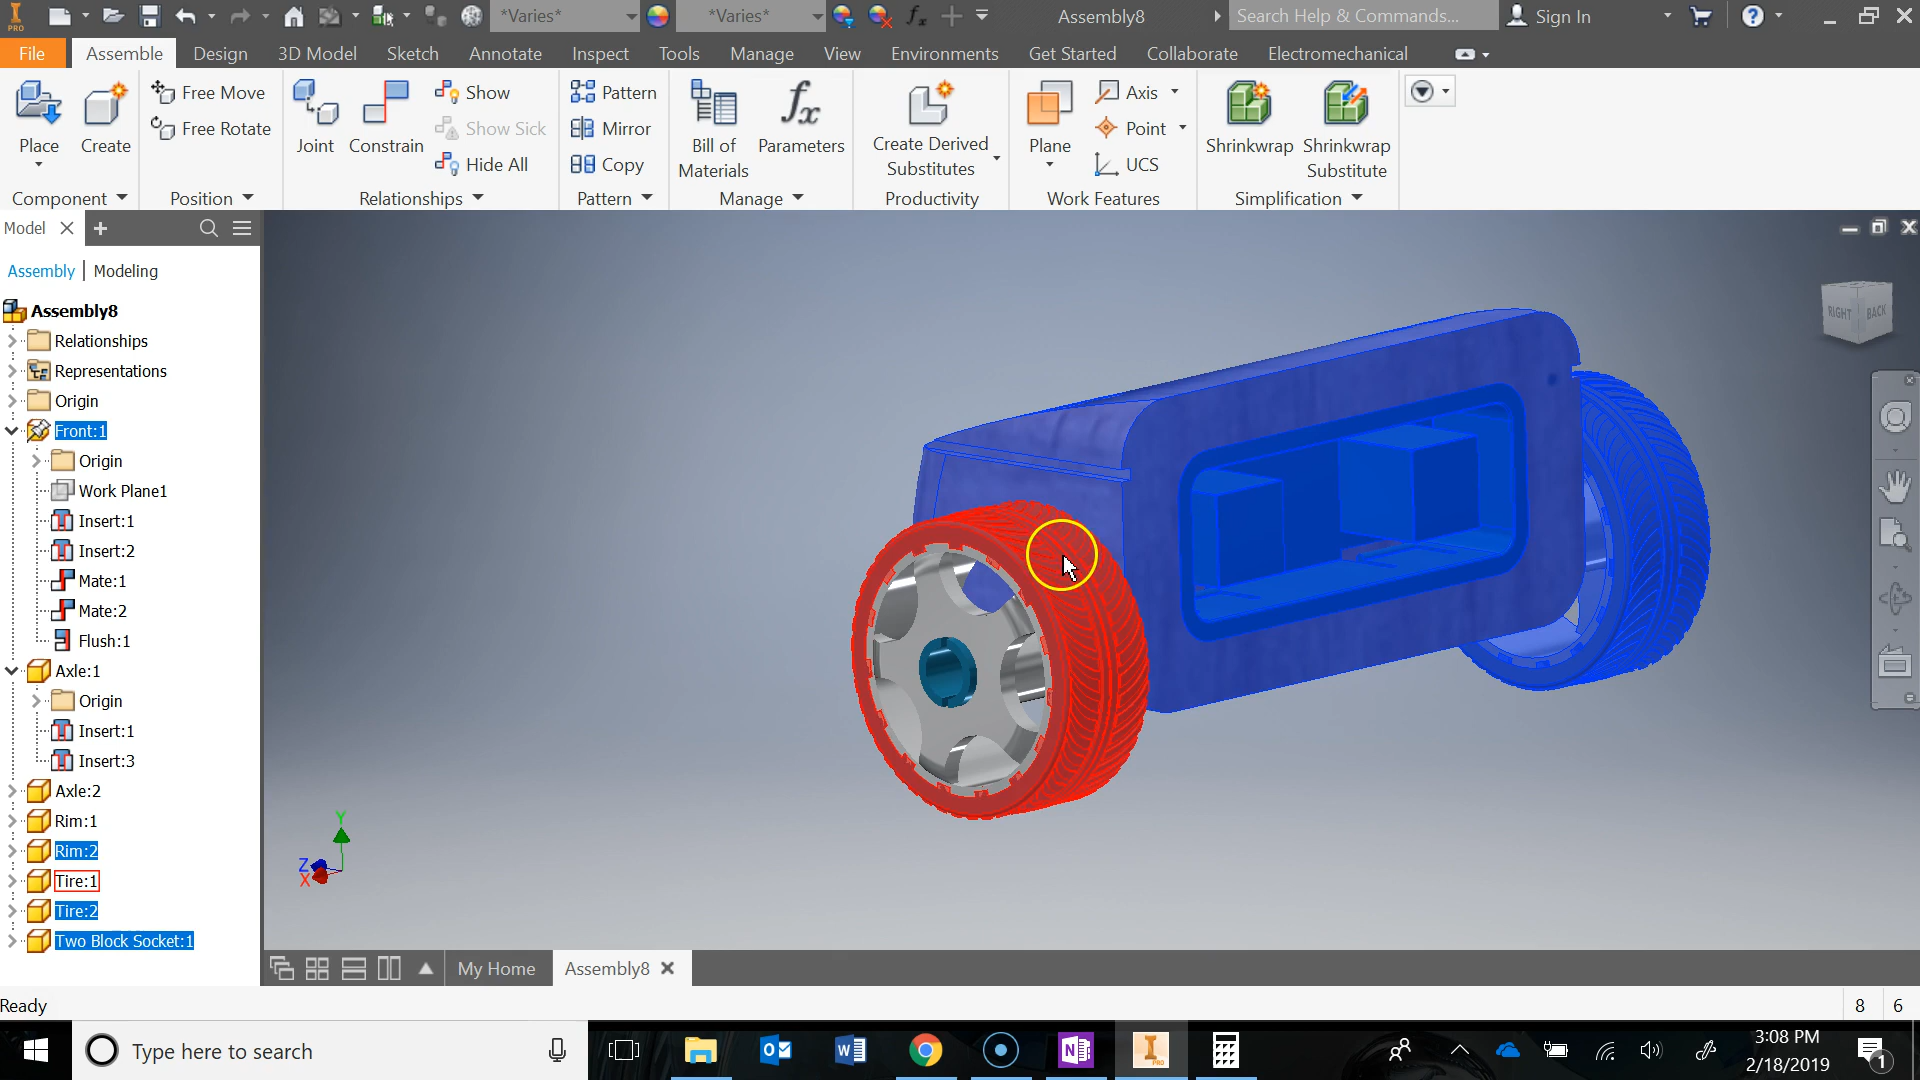 PRO
*Varies*
*Varies*
fx
Assembly8
Search Help & Commands...
Sign In
File
Assemble
Design
3D Model
Sketch
Annotate
Inspect
Tools
Manage
View
Environments
Get Started
Collaborate
Electromechanical
Place
Create
Free Move
Free Rotate
Joint
Constrain
Show
Show Sick
Hide All
Pattern
Mirror
Copy
Bill of
Materials
fx
Parameters
Create Derived
Substitutes
Plane
Axis
Point
UCS
Shrinkwrap
Shrinkwrap
Substitute
Component
Position
Relationships
Pattern
Manage
Productivity
Work Features
Simplification
Model
Assembly
Modeling
Assembly8
Relationships
Representations
Origin
Front:1
Origin
Work Plane1
Insert:1
Insert:2
Mate:1
Mate:2
Flush:1
Axle:1
Origin
Insert:1
Insert:3
Axle:2
Rim:1
Rim:2
Tire:1
Tire:2
Two Block Socket:1
RIGHT
BACK
Y
Z
X
My Home
Assembly8
Ready
8
6
Type here to search
3:08 PM
2/18/2019
1